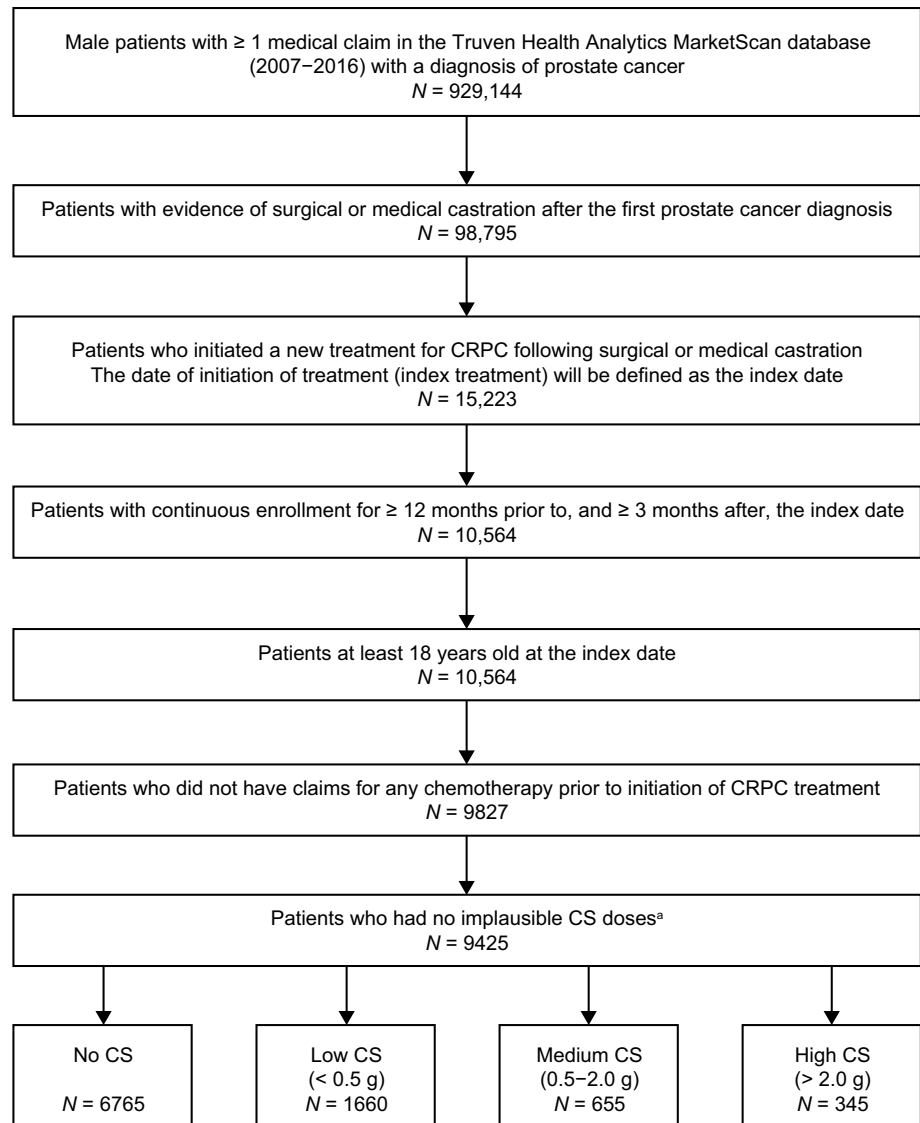 Male patients with ≥ 1 medical claim in the Truven Health Analytics MarketScan database
(2007−2016) with a diagnosis of prostate cancer
N = 929,144
Patients with evidence of surgical or medical castration after the first prostate cancer diagnosis
N = 98,795
Patients who initiated a new treatment for CRPC following surgical or medical castration
The date of initiation of treatment (index treatment) will be defined as the index date
N = 15,223
Patients with continuous enrollment for ≥ 12 months prior to, and ≥ 3 months after, the index date
N = 10,564
Patients at least 18 years old at the index date
N = 10,564
Patients who did not have claims for any chemotherapy prior to initiation of CRPC treatment
N = 9827
Patients who had no implausible CS dosesᵃ
N = 9425
No CS
N = 6765
Low CS
(< 0.5 g)
N = 1660
Medium CS
(0.5−2.0 g)
N = 655
High CS
(> 2.0 g)
N = 345